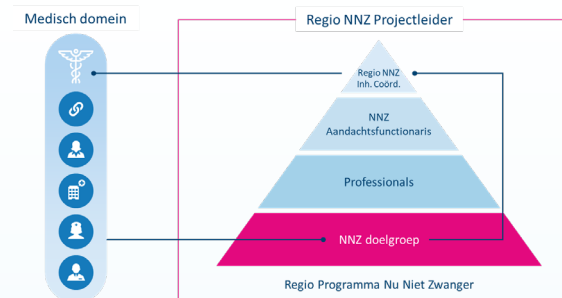 Medisch domein
Regio NNZ Projectleider
Regio NNZ
Inh. Coörd.
NNZ
Aandachtsfunctionaris
Professionals
NNZ doelgroep
Regio Programma Nu Niet Zwanger